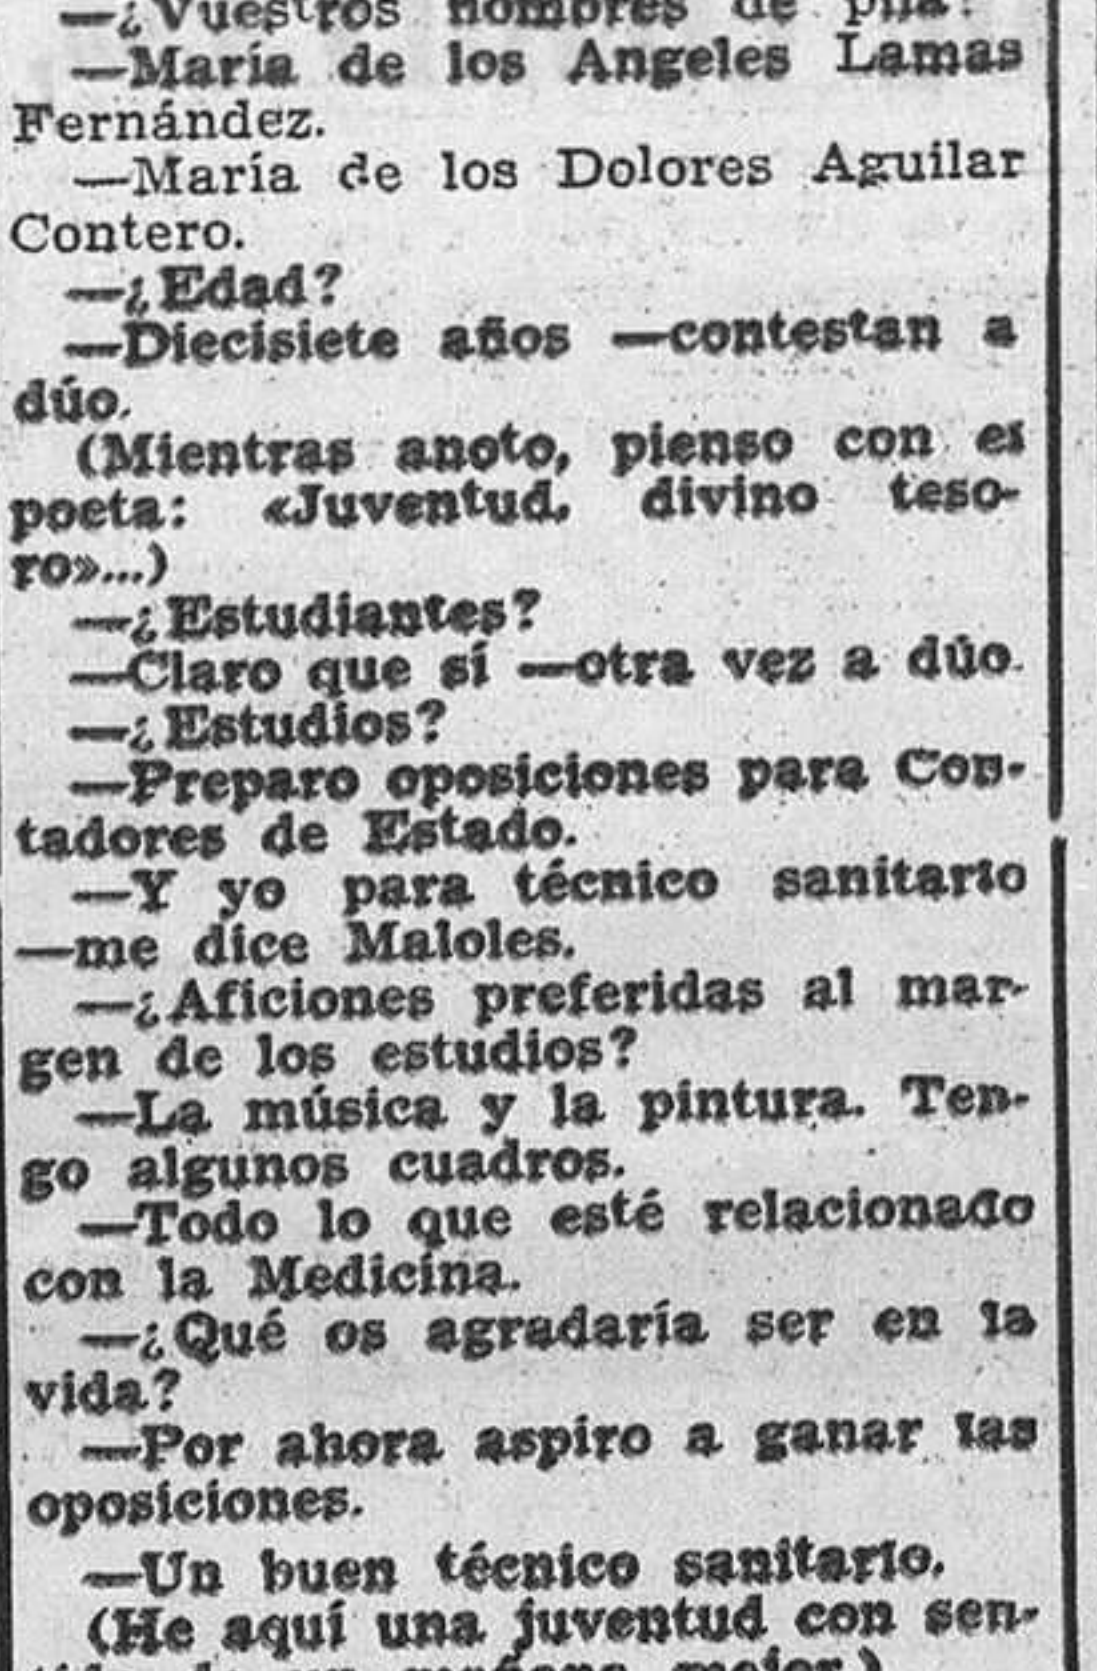 —¿Vuestros nombres de pila?
—María de los Angeles Lamas
Fernández.
—María de los Dolores Aguilar
Contero.
—¿Edad?
—Diecisiete años —contestan a
dúo.
(Mientras anoto, pienso con el
poeta: «Juventud, divino teso-
ro»...)
—¿Estudiantes?
—Claro que sí —otra vez a dúo.
—¿Estudios?
—Preparo oposiciones para Con-
tadores de Estado.
—Y yo para técnico sanitario
—me dice Maloles.
—¿Aficiones preferidas al mar-
gen de los estudios?
—La música y la pintura. Ten-
go algunos cuadros.
—Todo lo que esté relacionado
con la Medicina.
—¿Qué os agradaría ser en la
vida?
—Por ahora aspiro a ganar las
oposiciones.
—Un buen técnico sanitario.
(He aquí una juventud con sen-
mejor.)